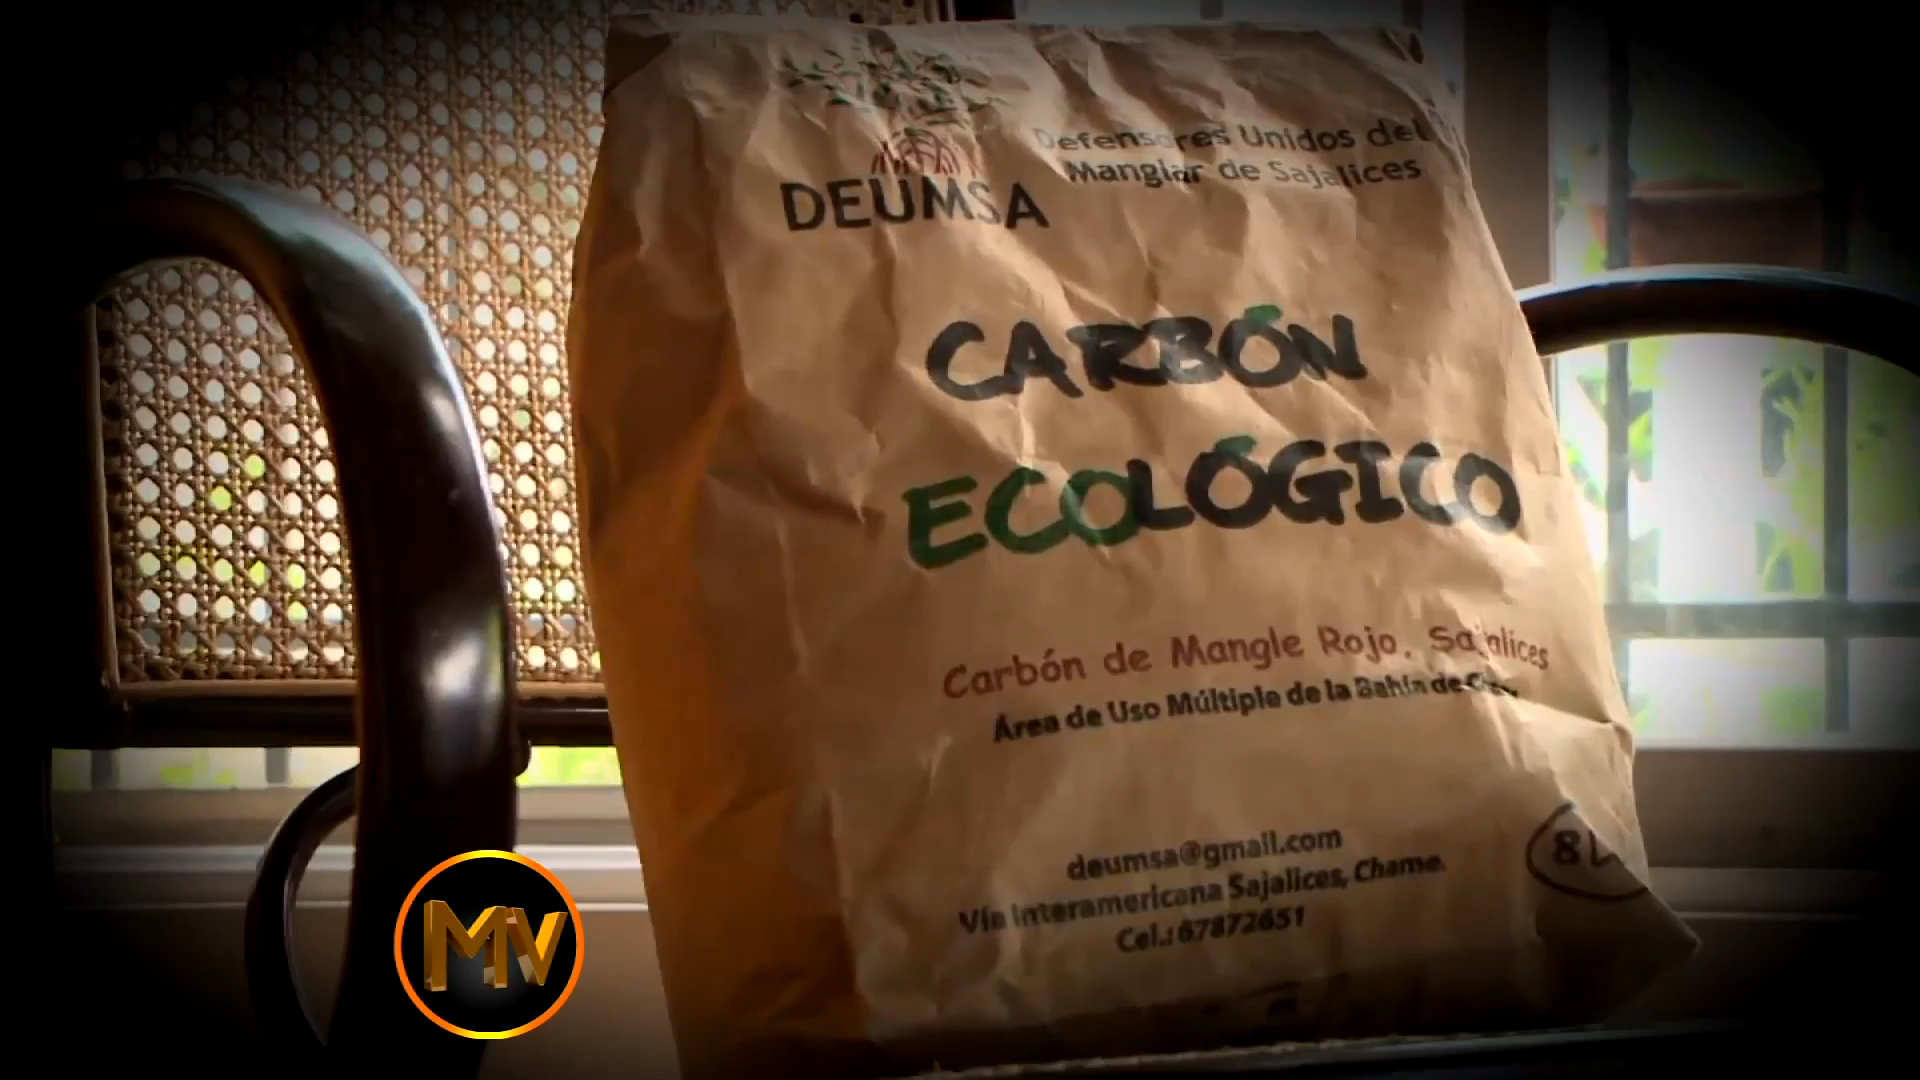 DEUMSA
Defensores Unidos del
Manglar de Sajalices
CARBÓN
ECOLÓGICO
Carbón de Mangle Rojo. Sajalices
Área de Uso Múltiple de la Bahía de
8L
deumsa@gmail.com
Vía Interamericana Sajalices, Chame.
Cel.: 67872651
MV